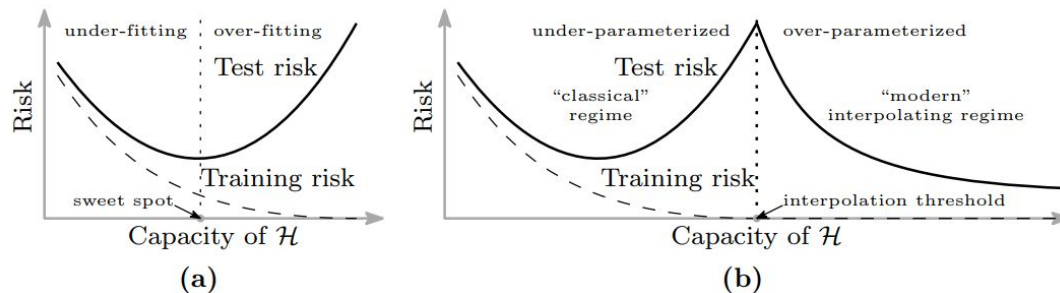 under-fitting
over-fitting
Test risk
Risk
Training risk
sweet spot
Capacity of ℋ
(a)
under-parameterized
over-parameterized
Test risk
“classical”
regime
“modern”
interpolating regime
Risk
Training risk
interpolation threshold
Capacity of ℋ
(b)